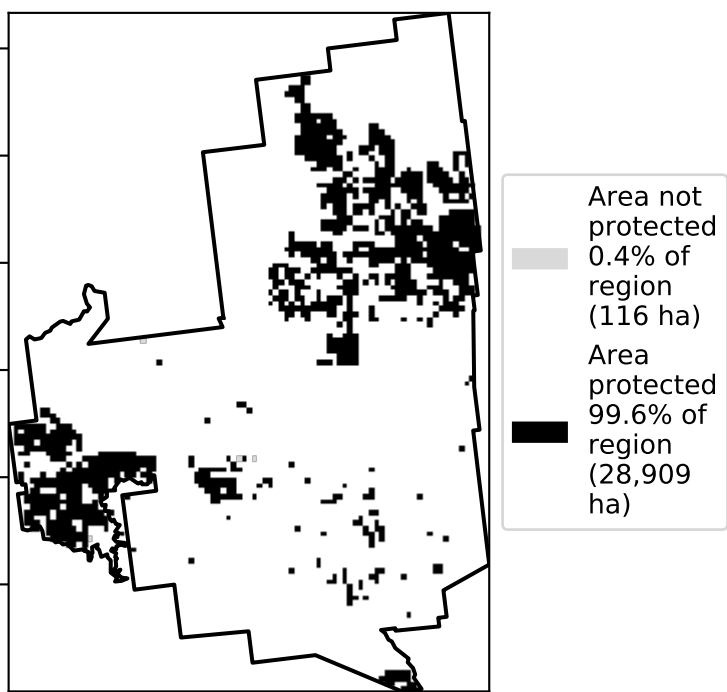 Area not
protected
0.4% of
region
(116 ha)
Area
protected
99.6% of
region
(28,909
ha)